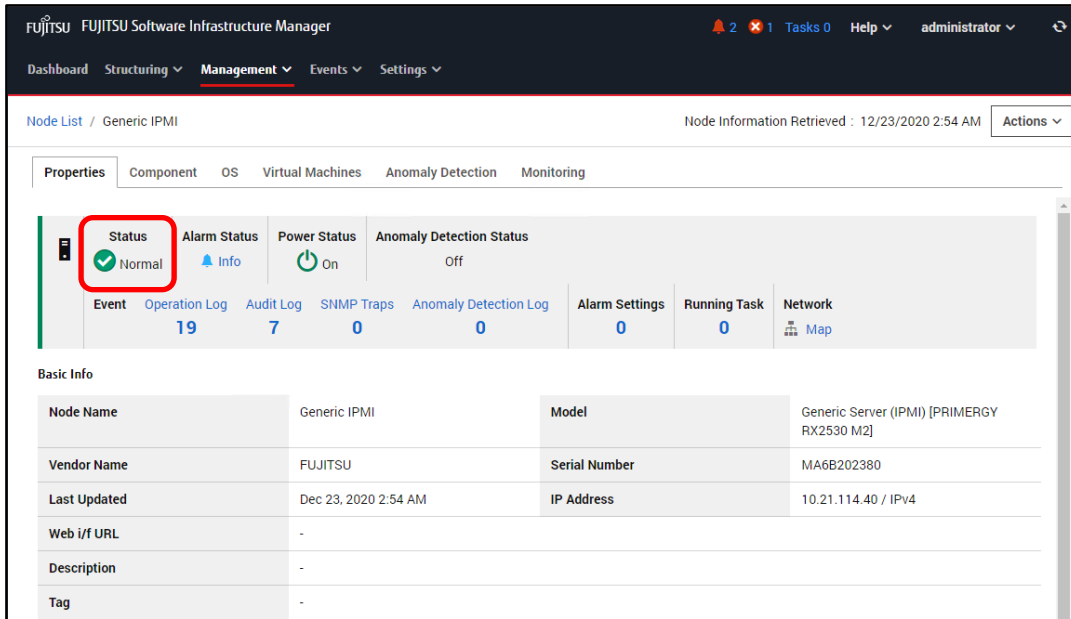 FUJITSU FUJITSU Software Infrastructure Manager 2 1 Tasks 0 Help administrator
Dashboard Structuring Management Events Settings
Node List / Generic IPMI Node Information Retrieved : 12/23/2020 2:54 AM Actions
Properties Component OS Virtual Machines Anomaly Detection Monitoring
Status Alarm Status Power Status Anomaly Detection Status
Normal Info On Off
Event Operation Log Audit Log SNMP Traps Anomaly Detection Log Alarm Settings Running Task Network
19 7 0 0 0 0 Map
Basic Info
Node Name Generic IPMI Model Generic Server (IPMI) [PRIMERGY
RX2530 M2]
Vendor Name FUJITSU Serial Number MA6B202380
Last Updated Dec 23, 2020 2:54 AM IP Address 10.21.114.40 / IPv4
Web i/f URL -
Description -
Tag -